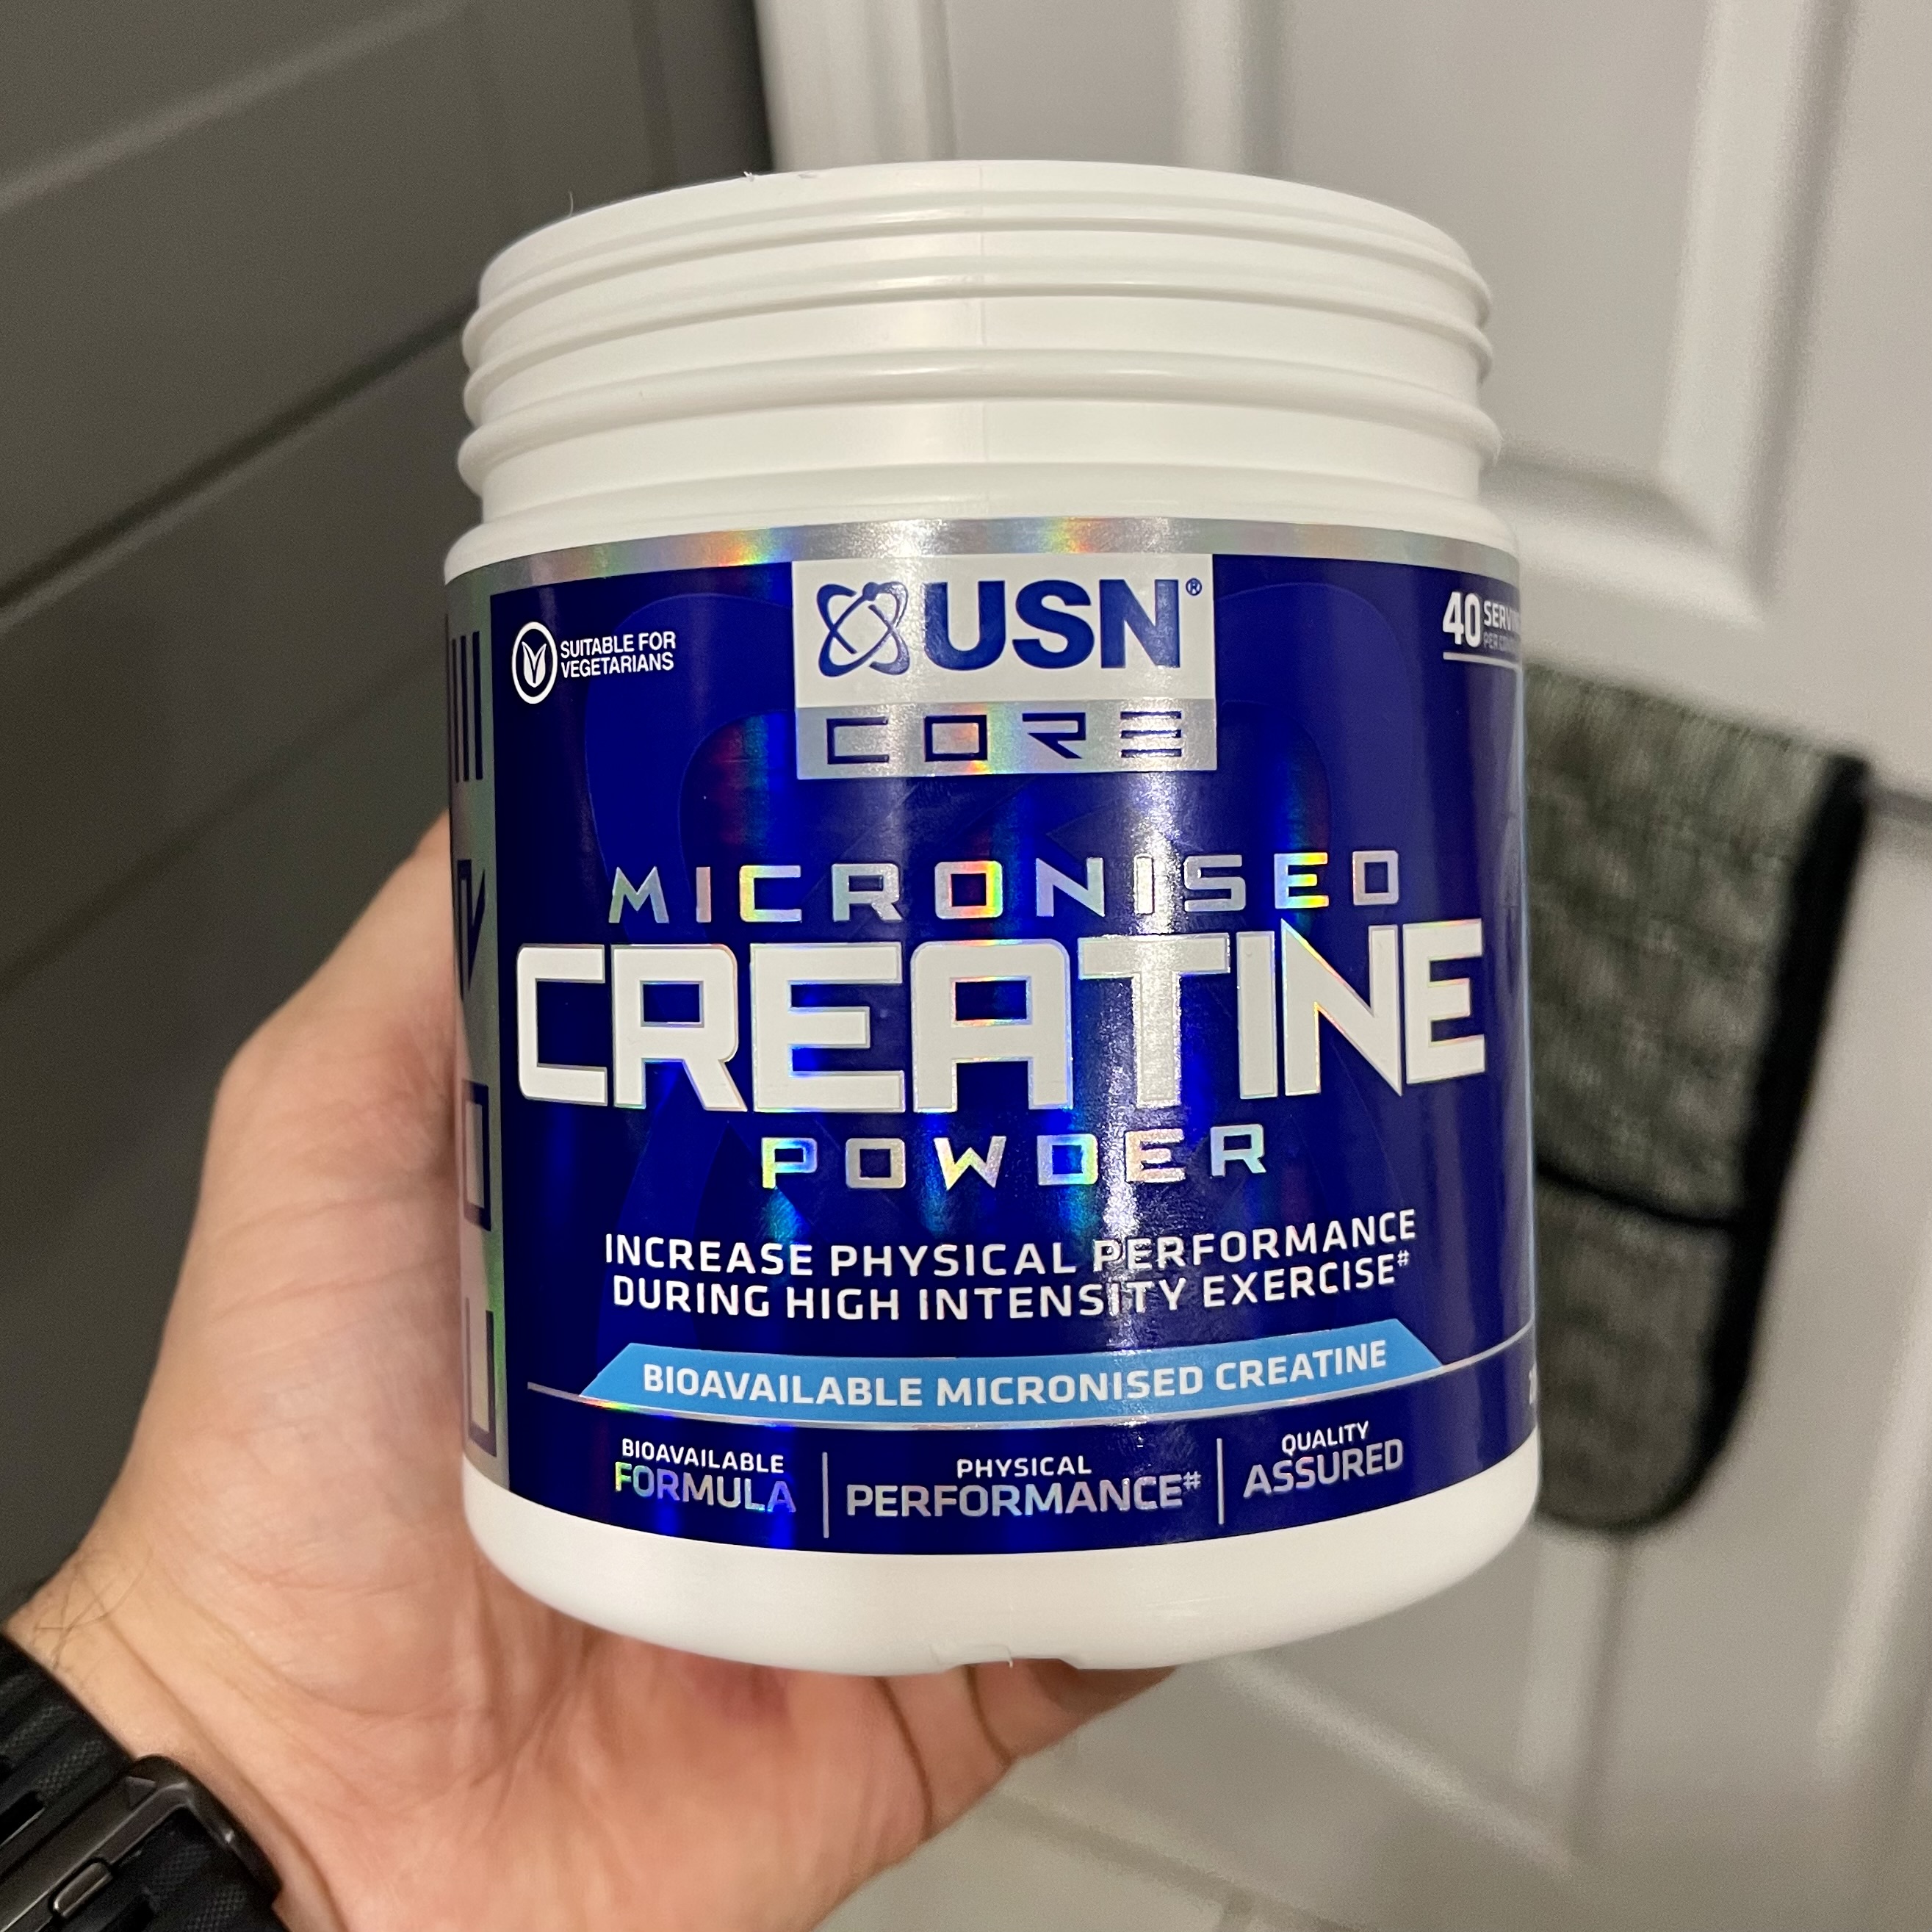 USN®
CORE
SUITABLE FOR
VEGETARIANS
40
MICRONISED
CREATINE
POWDER
INCREASE PHYSICAL PERFORMANCE
DURING HIGH INTENSITY EXERCISE#
BIOAVAILABLE MICRONISED CREATINE
BIOAVAILABLE
FORMULA
PHYSICAL
PERFORMANCE#
QUALITY
ASSURED